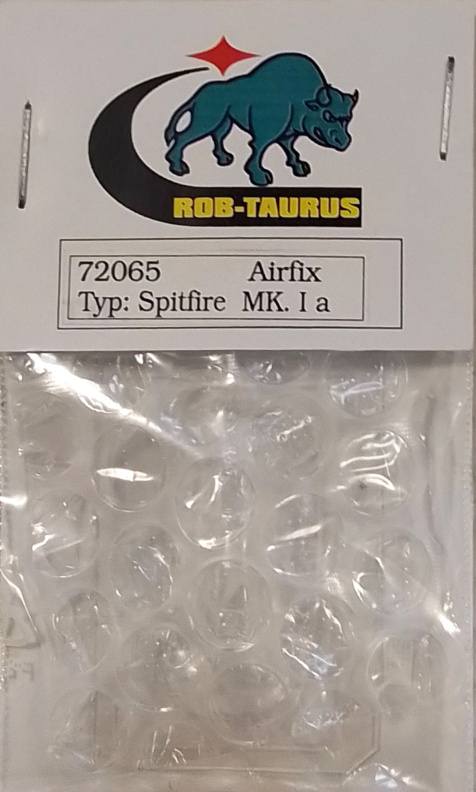 ROB-TAURUS
72065 Airfix
Typ: Spitfire MK. I a